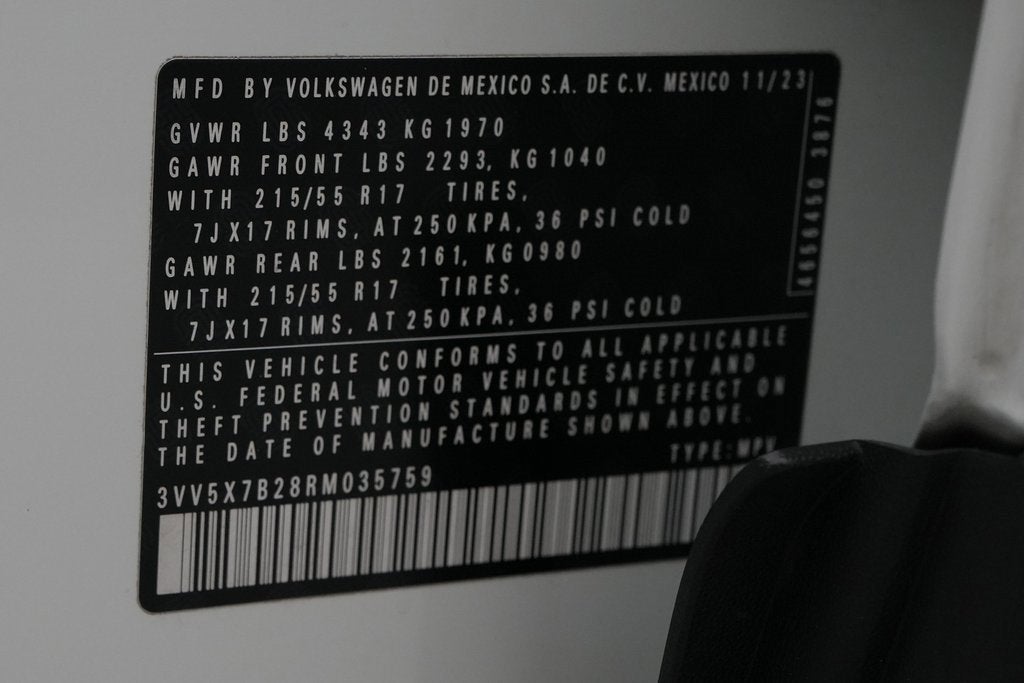 MFD BY VOLKSWAGEN DE MEXICO S.A. DE C.V. MEXICO 11/23
GVWR LBS 4343 KG 1970
GAWR FRONT LBS 2293, KG 1040
WITH 215/55 R17 TIRES,
7JX17 RIMS, AT 250 KPA, 36 PSI COLD
GAWR REAR LBS 2161, KG 0980
WITH 215/55 R17 TIRES,
7JX17 RIMS, AT 250 KPA, 36 PSI COLD
THIS VEHICLE CONFORMS TO ALL APPLICABLE
U.S. FEDERAL MOTOR VEHICLE SAFETY AND
THEFT PREVENTION STANDARDS IN EFFECT ON
THE DATE OF MANUFACTURE SHOWN ABOVE.
TYPE: MPV
3VV5X7B28RM035759